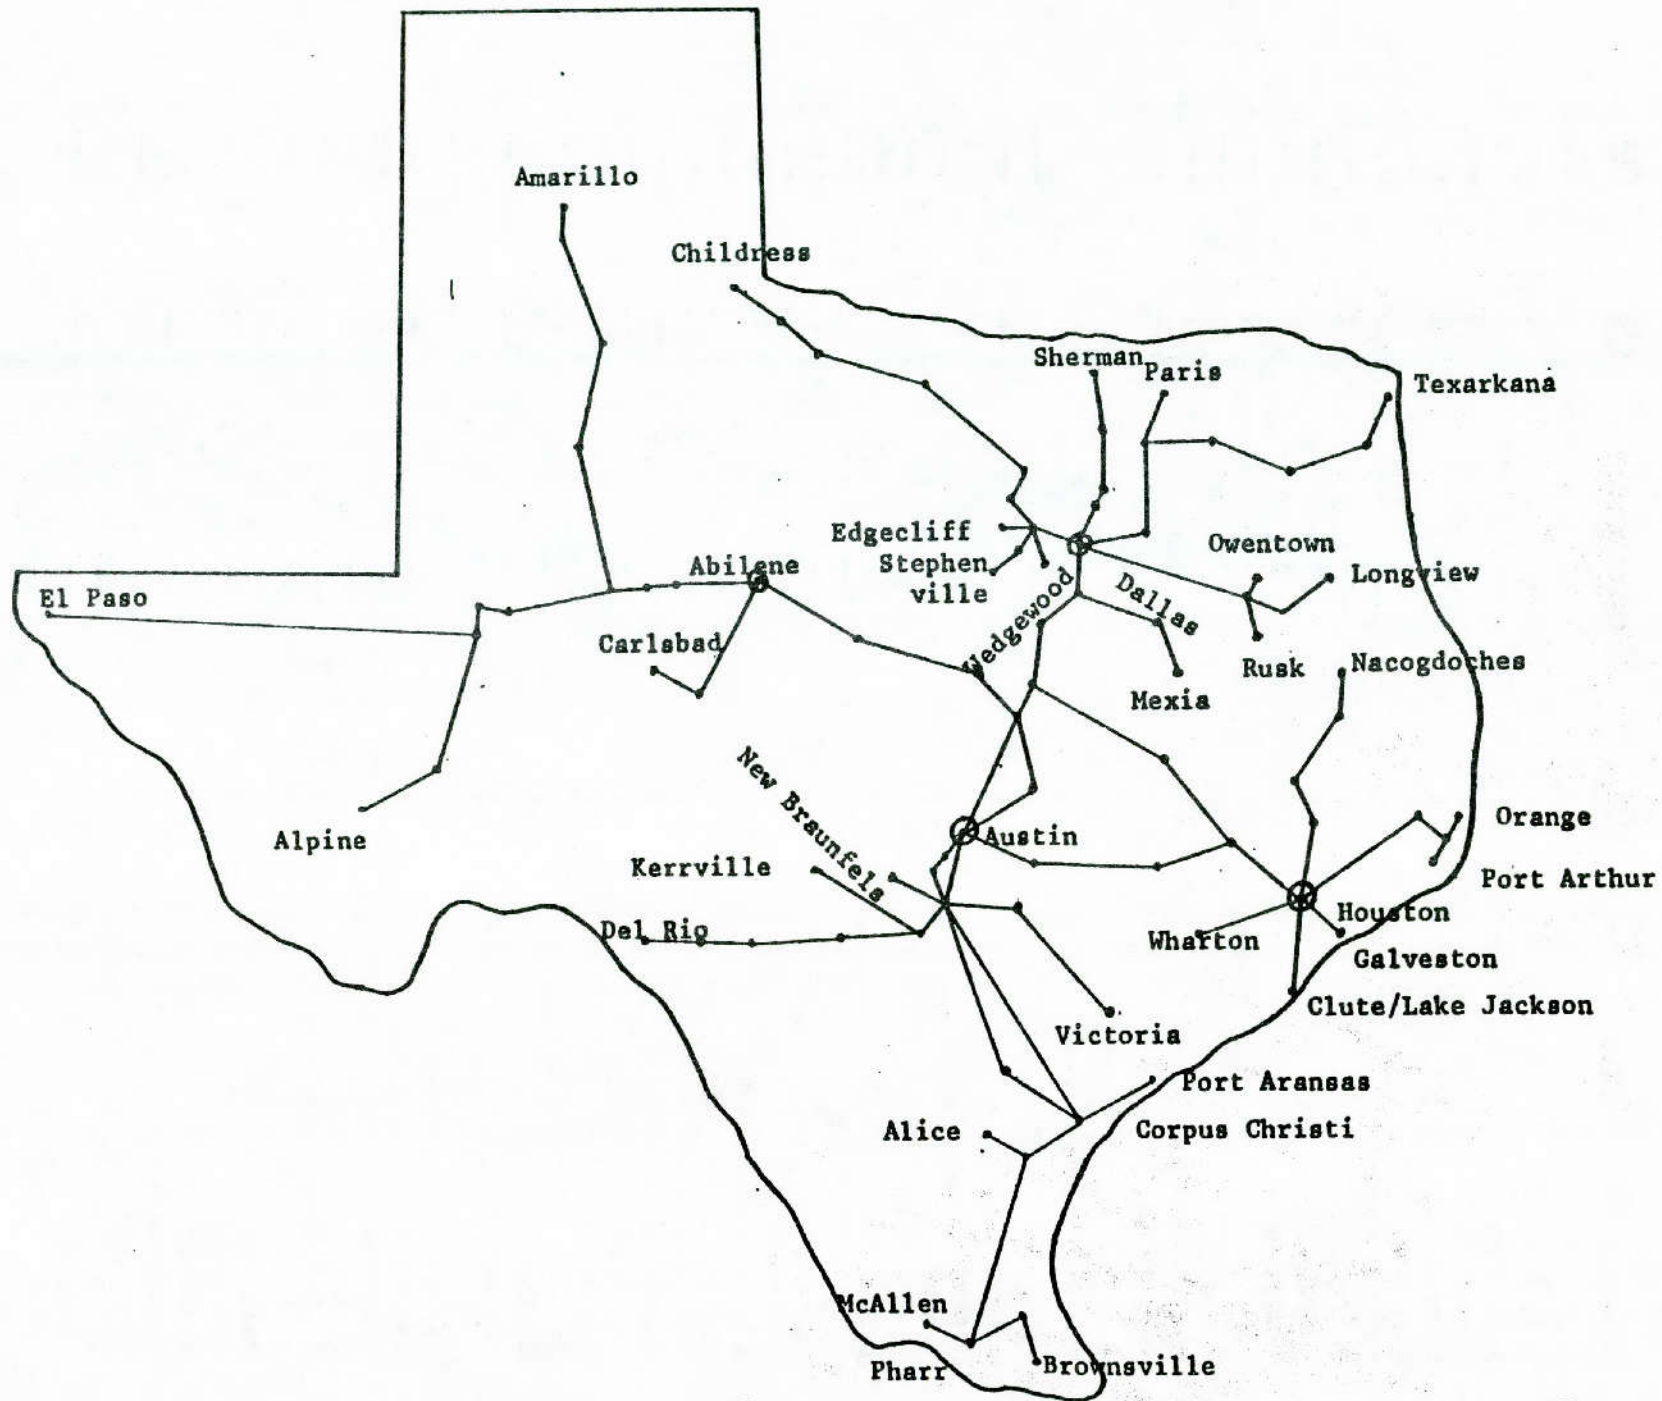 Amarillo
Childress
Sherman
Paris
Texarkana
Edgecliff
Stephen
ville
Owentown
Longview
Abilene
El Paso
Wedgewood
Dallas
Carlsbad
Rusk
Nacogdoches
Mexia
New Braunfels
Orange
Austin
Alpine
Kerrville
Port Arthur
Houston
Del Rio
Wharton
Galveston
Clute/Lake Jackson
Victoria
Port Aransas
Alice
Corpus Christi
McAllen
Pharr
Brownsville